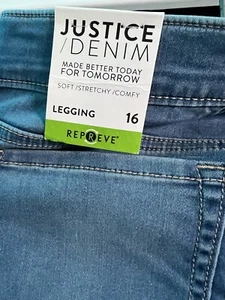 JUSTICE
/DENIM
MADE BETTER TODAY
FOR TOMORROW
SOFT/STRETCHY/COMFY
LEGGING 16
REPREVE